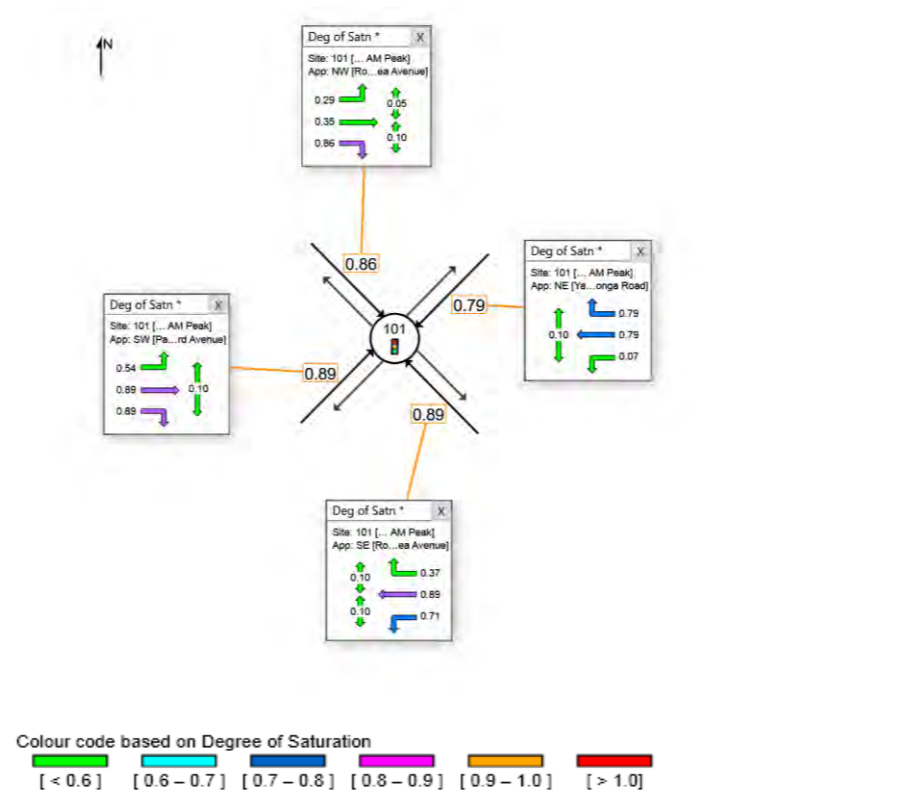 N
Deg of Satn * X
Site: 101 [... AM Peak]
App: NW [Ro...ea Avenue]
0.29
0.05
0.35
0.10
0.86
0.86
Deg of Satn * X
Site: 101 [... AM Peak]
App: NE [Ya...onga Road]
0.79
0.10
0.79
0.07
0.79
Deg of Satn * X
Site: 101 [... AM Peak]
App: SW [Pa...rd Avenue]
0.54
0.89
0.10
0.89
0.89
101
0.89
Deg of Satn * X
Site: 101 [... AM Peak]
App: SE [Ro...ea Avenue]
0.10
0.37
0.89
0.10
0.71
Colour code based on Degree of Saturation
[ < 0.6 ] [ 0.6 – 0.7 ] [ 0.7 – 0.8 ] [ 0.8 – 0.9 ] [ 0.9 – 1.0 ] [ > 1.0]